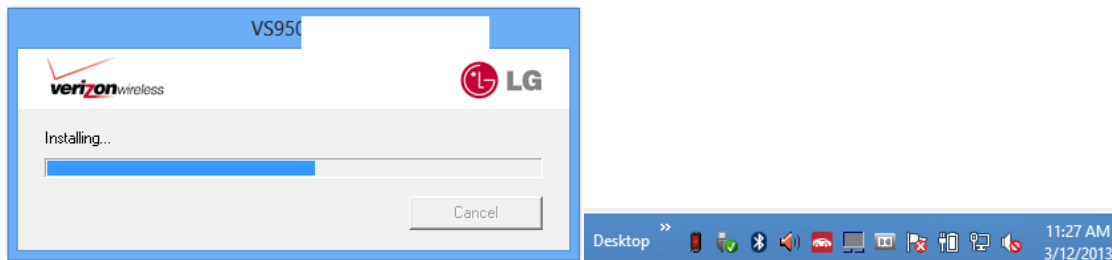 VS950
verizonwireless
LG
Installing...
Cancel
Desktop
11:27 AM
3/12/2013